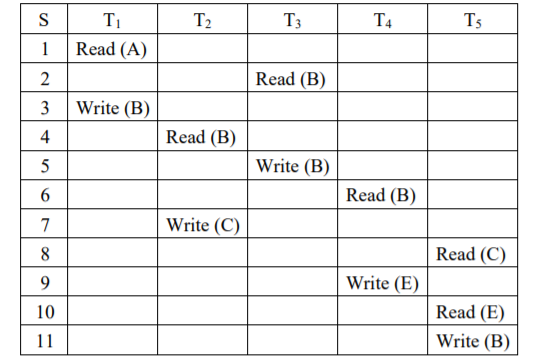 S T₁ T₂ T₃ T₄ T₅
1 Read (A)
2 Read (B)
3 Write (B)
4 Read (B)
5 Write (B)
6 Read (B)
7 Write (C)
8 Read (C)
9 Write (E)
10 Read (E)
11 Write (B)